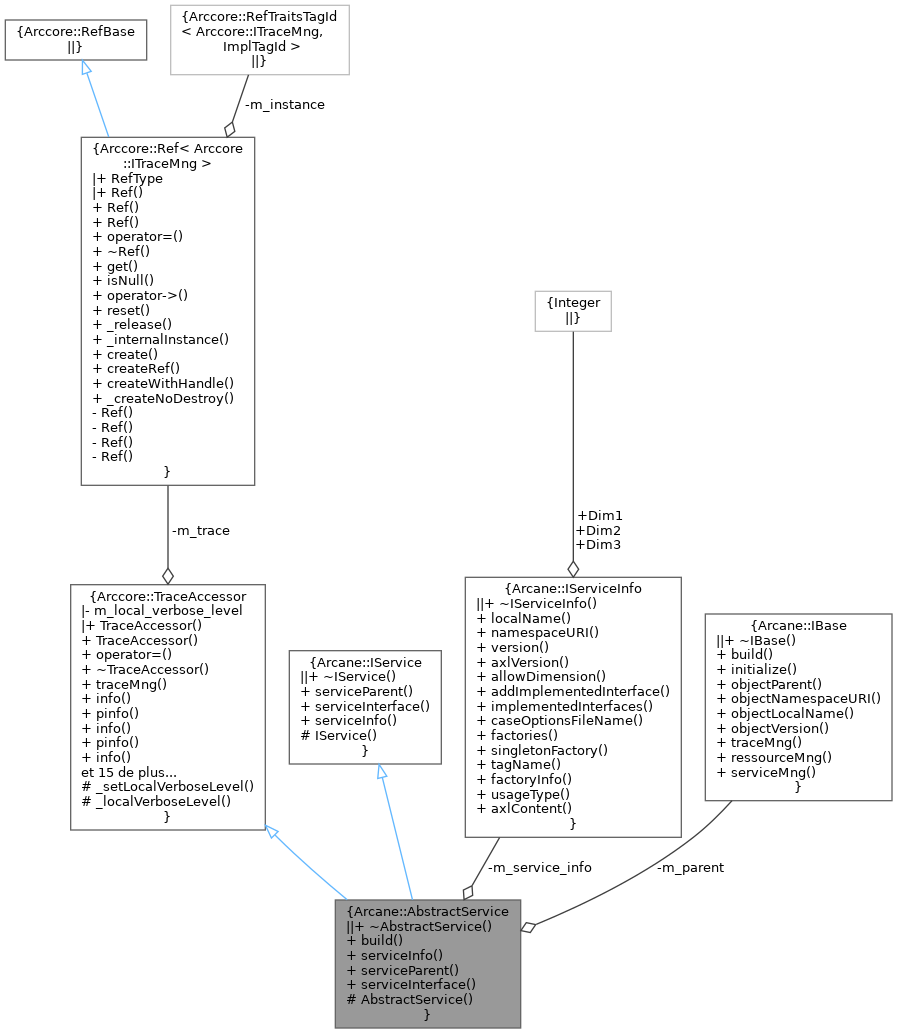 {Arccore::RefBase
||}
{Arccore::RefTraitsTagId
< Arccore::ITraceMng,
ImplTagId >
||}
-m_instance
{Arccore::Ref< Arccore
::ITraceMng >
|+ RefType
|+ Ref()
+ Ref()
+ Ref()
+ operator=()
+ ~Ref()
+ get()
+ isNull()
+ operator->()
+ reset()
+ _release()
+ _internalInstance()
+ create()
+ createRef()
+ createWithHandle()
+ _createNoDestroy()
- Ref()
- Ref()
- Ref()
- Ref()
}
{Integer
||}
-m_trace
+Dim1
+Dim2
+Dim3
{Arccore::TraceAccessor
|- m_local_verbose_level
|+ TraceAccessor()
+ TraceAccessor()
+ operator=()
+ ~TraceAccessor()
+ traceMng()
+ info()
+ pinfo()
+ info()
+ pinfo()
+ info()
et 15 de plus...
# _setLocalVerboseLevel()
# _localVerboseLevel()
}
{Arcane::IService
||+ ~IService()
+ serviceParent()
+ serviceInterface()
+ serviceInfo()
# IService()
}
{Arcane::IServiceInfo
||+ ~IServiceInfo()
+ localName()
+ namespaceURI()
+ version()
+ axlVersion()
+ allowDimension()
+ addImplementedInterface()
+ implementedInterfaces()
+ caseOptionsFileName()
+ factories()
+ singletonFactory()
+ tagName()
+ factoryInfo()
+ usageType()
+ axlContent()
}
{Arcane::IBase
||+ ~IBase()
+ build()
+ initialize()
+ objectParent()
+ objectNamespaceURI()
+ objectLocalName()
+ objectVersion()
+ traceMng()
+ ressourceMng()
+ serviceMng()
}
-m_service_info
-m_parent
{Arcane::AbstractService
||+ ~AbstractService()
+ build()
+ serviceInfo()
+ serviceParent()
+ serviceInterface()
# AbstractService()
}